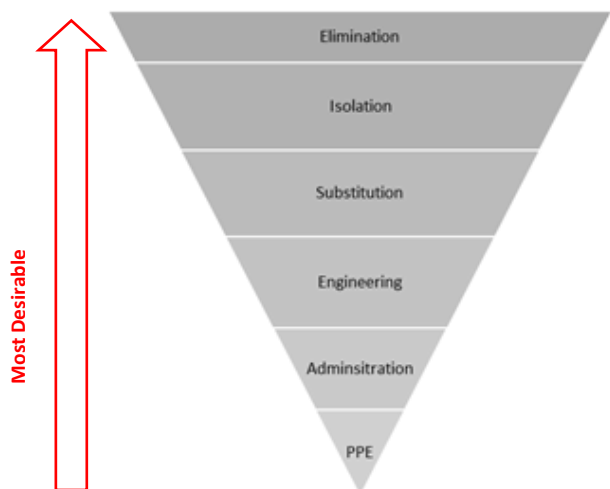 Elimination
Isolation
Substitution
Engineering
Adminsitration
PPE
Most Desirable